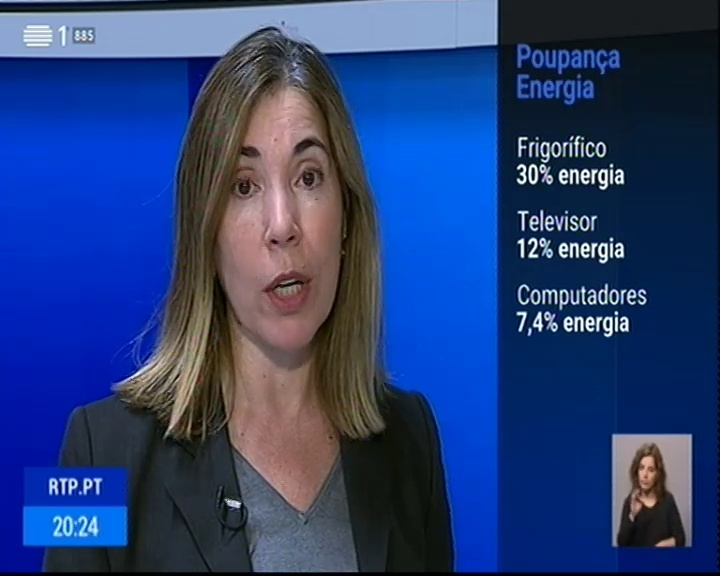 1 885
Poupança
Energia
Frigorífico
30% energia
Televisor
12% energia
Computadores
7,4% energia
RTP.PT
20:24